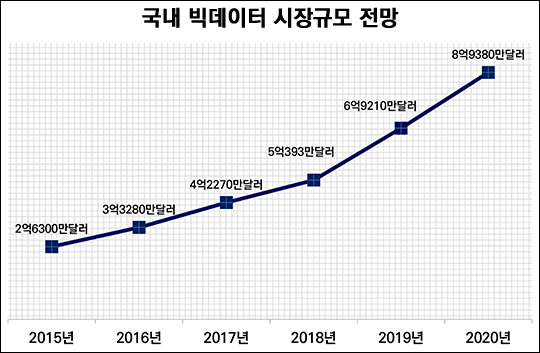 국내 빅데이터 시장규모 전망
8억9380만달러
6억9210만달러
5억393만달러
4억2270만달러
3억3280만달러
2억6300만달러
2015년 2016년 2017년 2018년 2019년 2020년